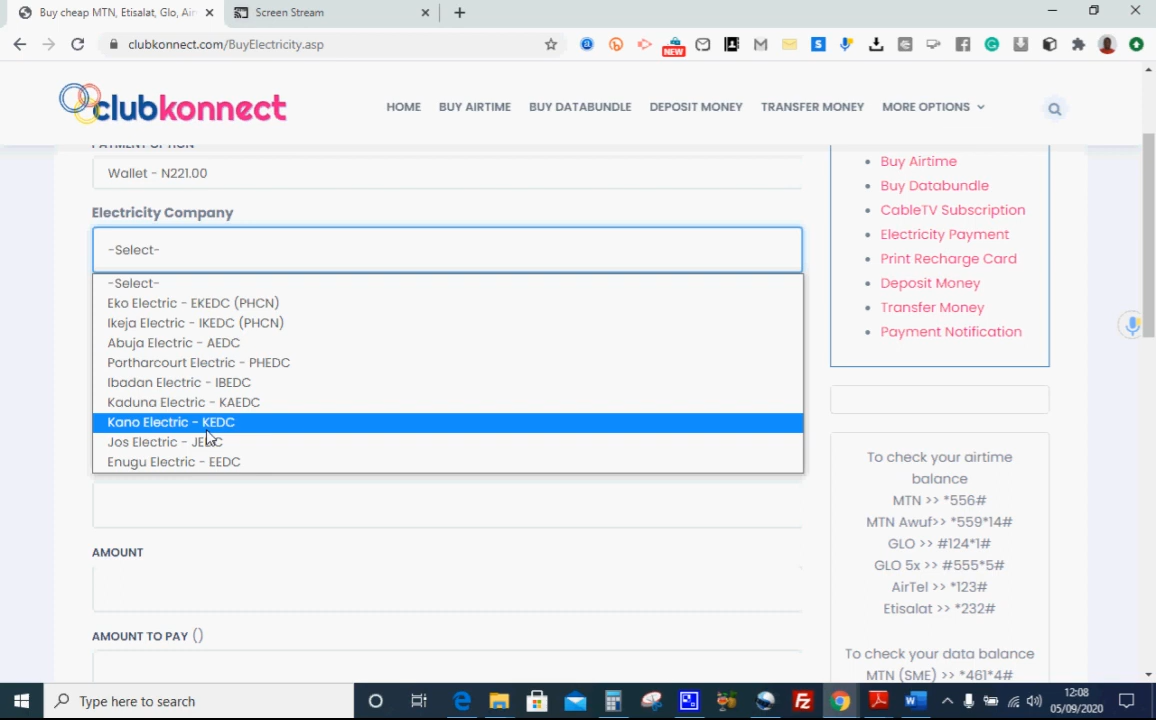 Buy cheap MTN, Etisalat, Glo, Air
Screen Stream
clubkonnect.com/BuyElectricity.asp
NEW
clubkonnect
HOME
BUY AIRTIME
BUY DATABUNDLE
DEPOSIT MONEY
TRANSFER MONEY
MORE OPTIONS
PAYMENT OPTION
Wallet - N221.00
Electricity Company
-Select-
-Select-
Eko Electric - EKEDC (PHCN)
Ikeja Electric - IKEDC (PHCN)
Abuja Electric - AEDC
Portharcourt Electric - PHEDC
Ibadan Electric - IBEDC
Kaduna Electric - KAEDC
Kano Electric - KEDC
Jos Electric - JEDC
Enugu Electric - EEDC
AMOUNT
AMOUNT TO PAY ()
Buy Airtime
Buy Databundle
CableTV Subscription
Electricity Payment
Print Recharge Card
Deposit Money
Transfer Money
Payment Notification
To check your airtime
balance
MTN >> *556#
MTN Awuf>> *559*14#
GLO >> #124*1#
GLO 5x >> #555*5#
AirTel >> *123#
Etisalat >> *232#
To check your data balance
MTN (SME) >> *461*4#
Type here to search
12:08
05/09/2020